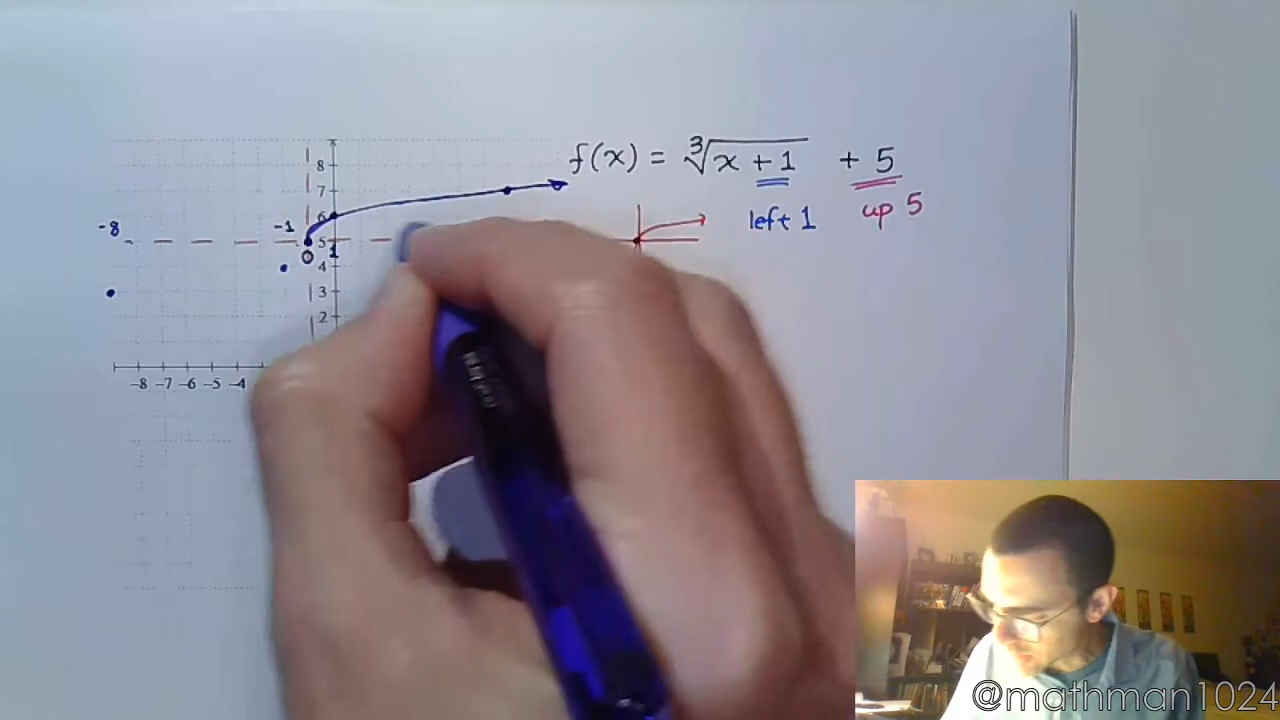 f(x) = ∛(x + 1) + 5
left 1
up 5
8
7
6
-1
-8
5
0 1
4
3
2
-8 -7 -6 -5 -4
@mathman1024